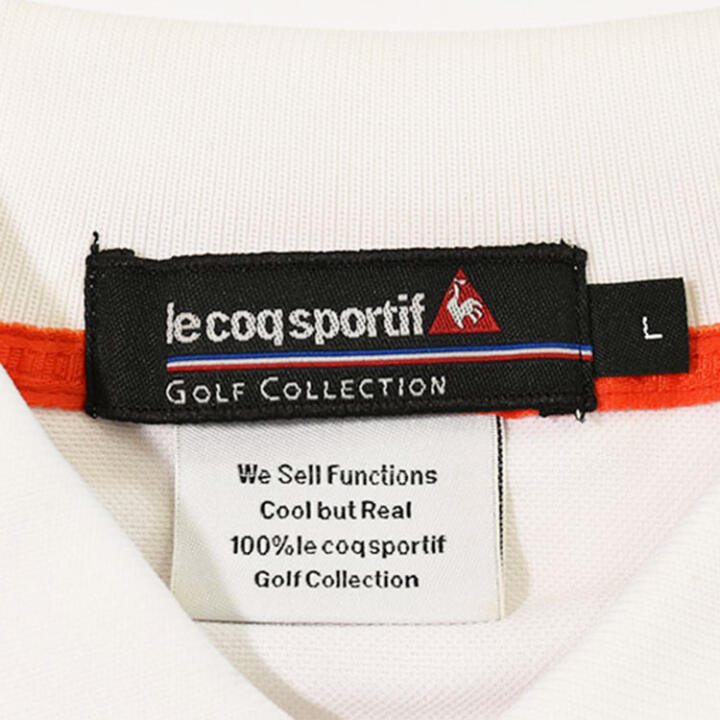 le coq sportif
GOLF COLLECTION
L
We Sell Functions
Cool but Real
100%le coq sportif
Golf Collection